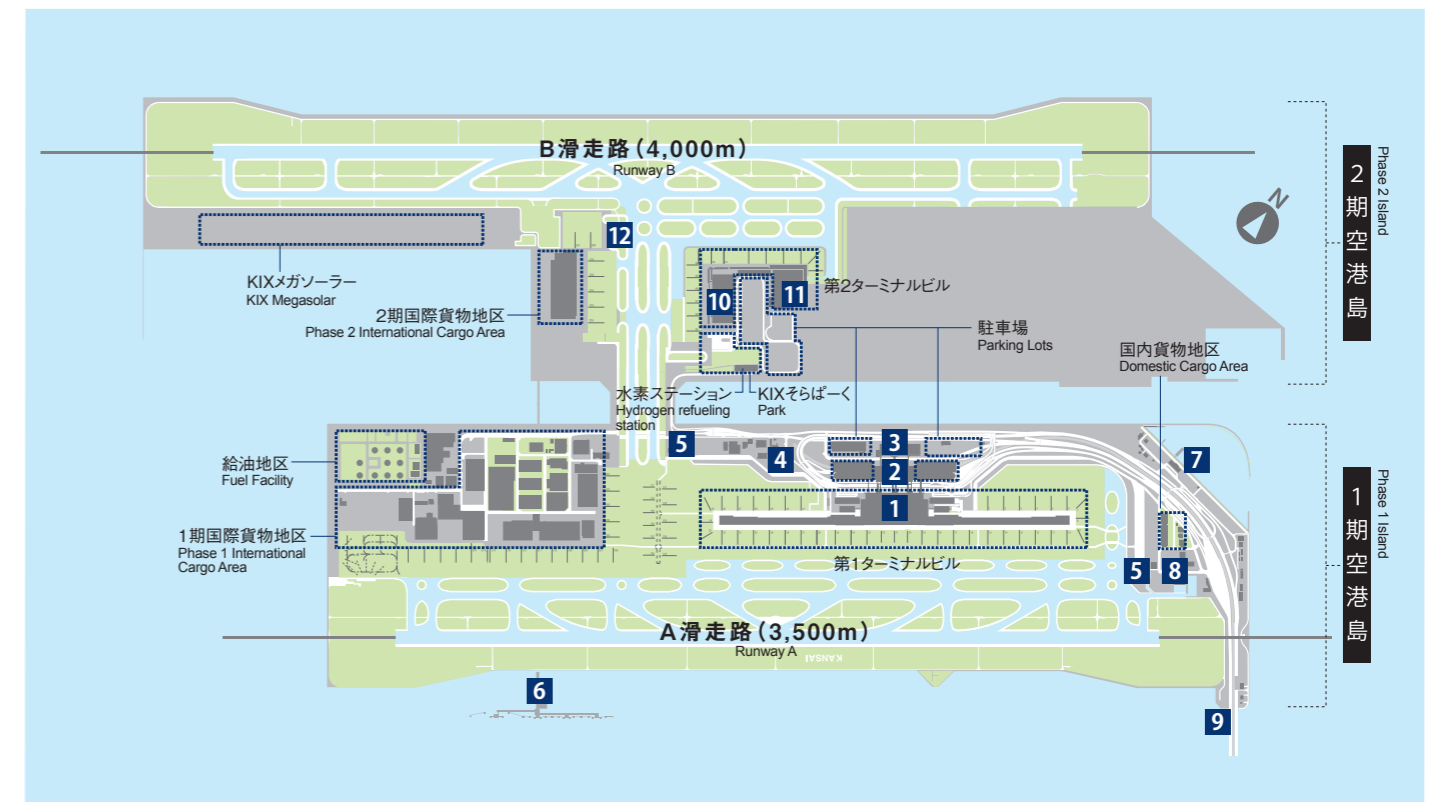 B滑走路(4,000m)
Runway B
Phase 2 Island
2期空港島
N
12
KIXメガソーラー
KIX Megasolar
2期国際貨物地区
Phase 2 International Cargo Area
10
11
第2ターミナルビル
駐車場
Parking Lots
国内貨物地区
Domestic Cargo Area
水素ステーション
Hydrogen refueling
station
KIXそらぱーく
Park
給油地区
Fuel Facility
1期国際貨物地区
Phase 1 International
Cargo Area
5
4
3
2
1
7
第1ターミナルビル
5
8
Phase 1 Island
1期空港島
A滑走路(3,500m)
Runway A
KANSAI
6
9